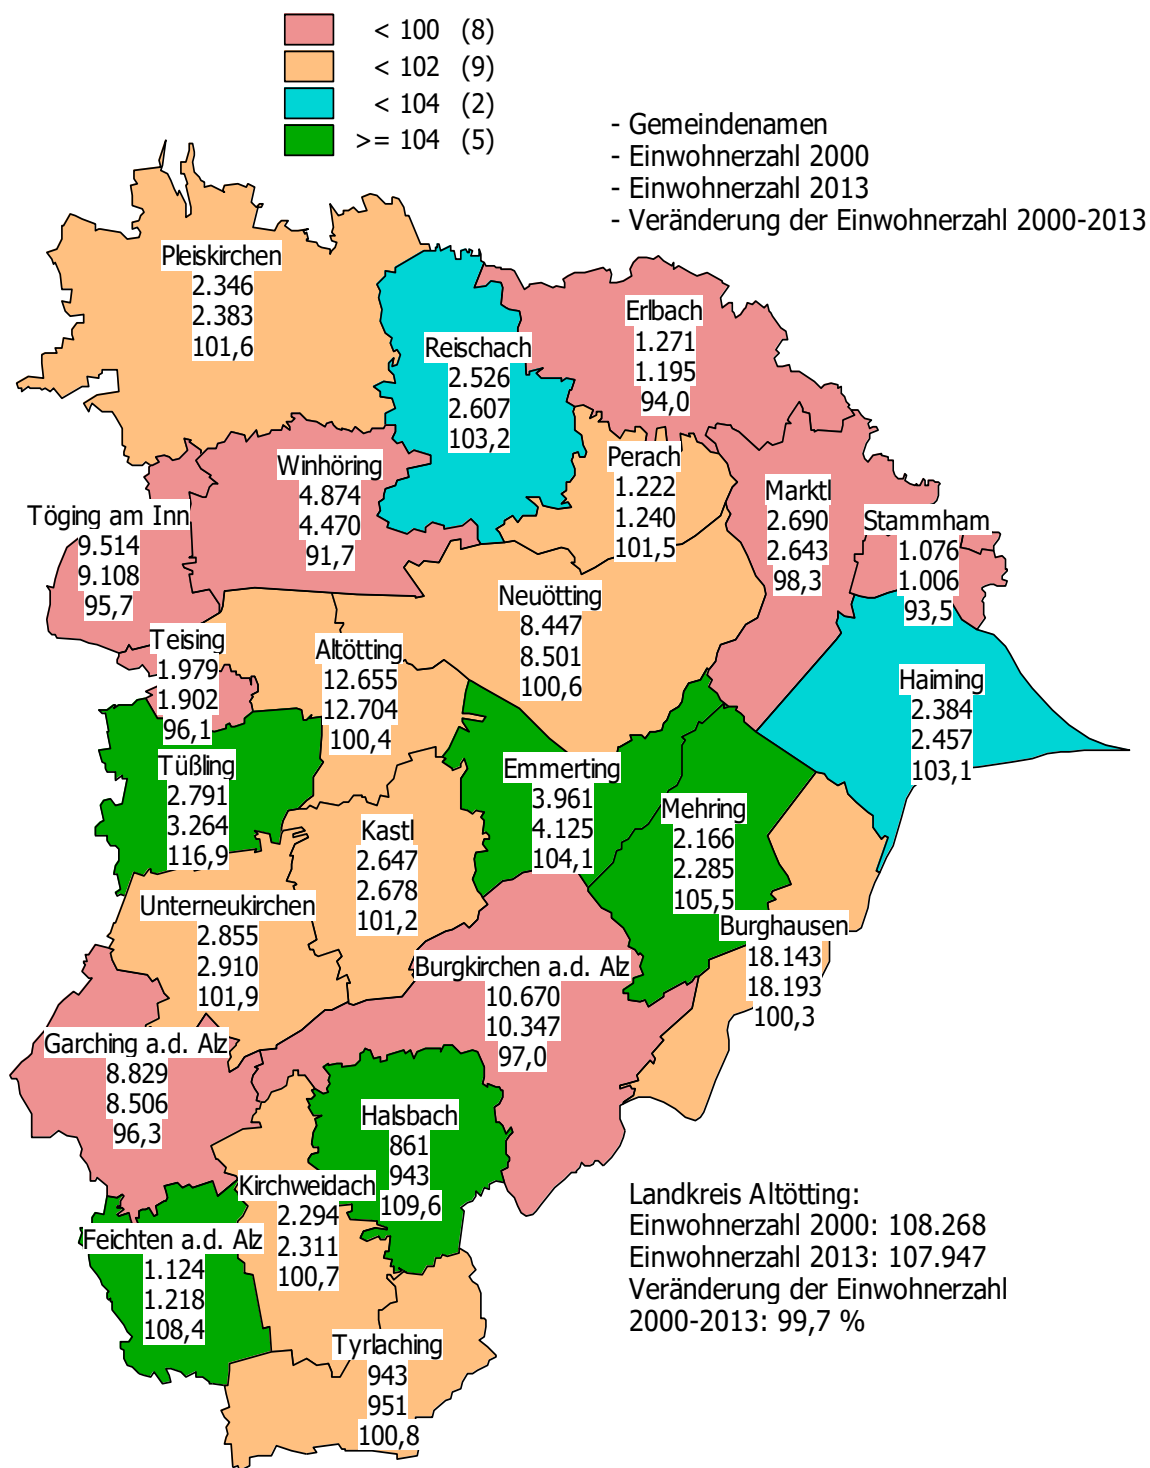 < 100 (8)
< 102 (9)
< 104 (2)
>= 104 (5)
- Gemeindenamen
- Einwohnerzahl 2000
- Einwohnerzahl 2013
- Veränderung der Einwohnerzahl 2000-2013
Pleiskirchen
2.346
2.383
101,6
Reischach
2.526
2.607
103,2
Erlbach
1.271
1.195
94,0
Winhöring
4.874
4.470
91,7
Perach
1.222
1.240
101,5
Marktl
2.690
2.643
98,3
Stammham
1.076
1.006
93,5
Töging am Inn
9.514
9.108
95,7
Neuötting
8.447
8.501
100,6
Teising
1.979
1.902
96,1
Altötting
12.655
12.704
100,4
Haiming
2.384
2.457
103,1
Tüßling
2.791
3.264
116,9
Emmerting
3.961
4.125
104,1
Mehring
2.166
2.285
105,5
Kastl
2.647
2.678
101,2
Unterneukirchen
2.855
2.910
101,9
Burghausen
18.143
18.193
100,3
Burgkirchen a.d. Alz
10.670
10.347
97,0
Garching a.d. Alz
8.829
8.506
96,3
Halsbach
861
943
109,6
Kirchweidach
2.294
2.311
100,7
Feichten a.d. Alz
1.124
1.218
108,4
Tyrlaching
943
951
100,8
Landkreis Altötting:
Einwohnerzahl 2000: 108.268
Einwohnerzahl 2013: 107.947
Veränderung der Einwohnerzahl
2000-2013: 99,7 %